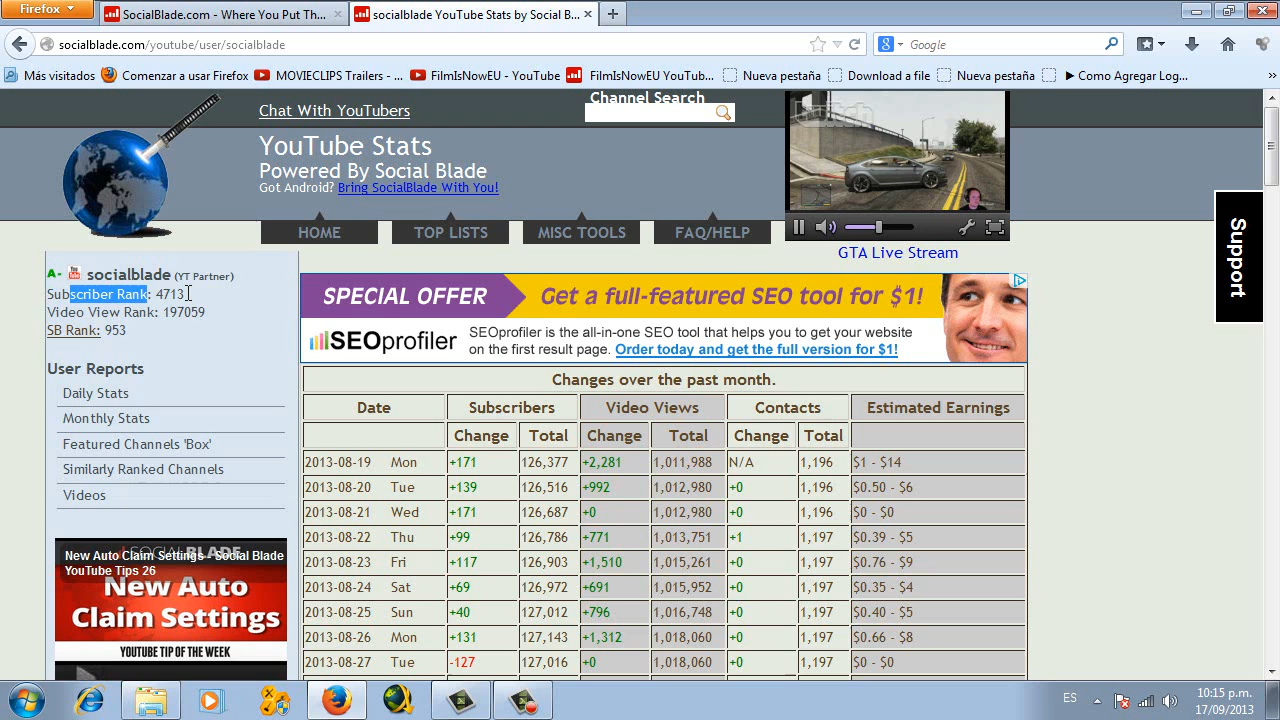 Firefox
SocialBlade.com - Where You Put Th...
socialblade YouTube Stats by Social B...
socialblade.com/youtube/user/socialblade
Google
Más visitados
Comenzar a usar Firefox
MOVIECLIPS Trailers - ...
FilmIsNowEU - YouTube
FilmIsNowEU YouTub...
Nueva pestaña
Download a file
Nueva pestaña
Como Agregar Log...
Chat With YouTubers
Channel Search
YouTube Stats
Powered By Social Blade
Got Android? Bring SocialBlade With You!
HOME
TOP LISTS
MISC TOOLS
FAQ/HELP
GTA Live Stream
Support
A- socialblade (YT Partner)
Subscriber Rank: 4713
Video View Rank: 197059
SB Rank: 953
User Reports
Daily Stats
Monthly Stats
Featured Channels 'Box'
Similarly Ranked Channels
Videos
New Auto Claim Settings - Social Blade
YouTube Tips 26
New Auto
Claim Settings
YOUTUBE TIP OF THE WEEK
SPECIAL OFFER
Get a full-featured SEO tool for $1!
SEOprofiler
SEOprofiler is the all-in-one SEO tool that helps you to get your website
on the first result page. Order today and get the full version for $1!
Changes over the past month.
Date Subscribers Video Views Contacts Estimated Earnings
Change Total Change Total Change Total
2013-08-19 Mon +171 126,377 +2,281 1,011,988 N/A 1,196 $1 - $14
2013-08-20 Tue +139 126,516 +992 1,012,980 +0 1,196 $0.50 - $6
2013-08-21 Wed +171 126,687 +0 1,012,980 +0 1,196 $0 - $0
2013-08-22 Thu +99 126,786 +771 1,013,751 +1 1,197 $0.39 - $5
2013-08-23 Fri +117 126,903 +1,510 1,015,261 +0 1,197 $0.76 - $9
2013-08-24 Sat +69 126,972 +691 1,015,952 +0 1,197 $0.35 - $4
2013-08-25 Sun +40 127,012 +796 1,016,748 +0 1,197 $0.40 - $5
2013-08-26 Mon +131 127,143 +1,312 1,018,060 +0 1,197 $0.66 - $8
2013-08-27 Tue -127 127,016 +0 1,018,060 +0 1,197 $0 - $0
ES
10:15 p.m.
17/09/2013